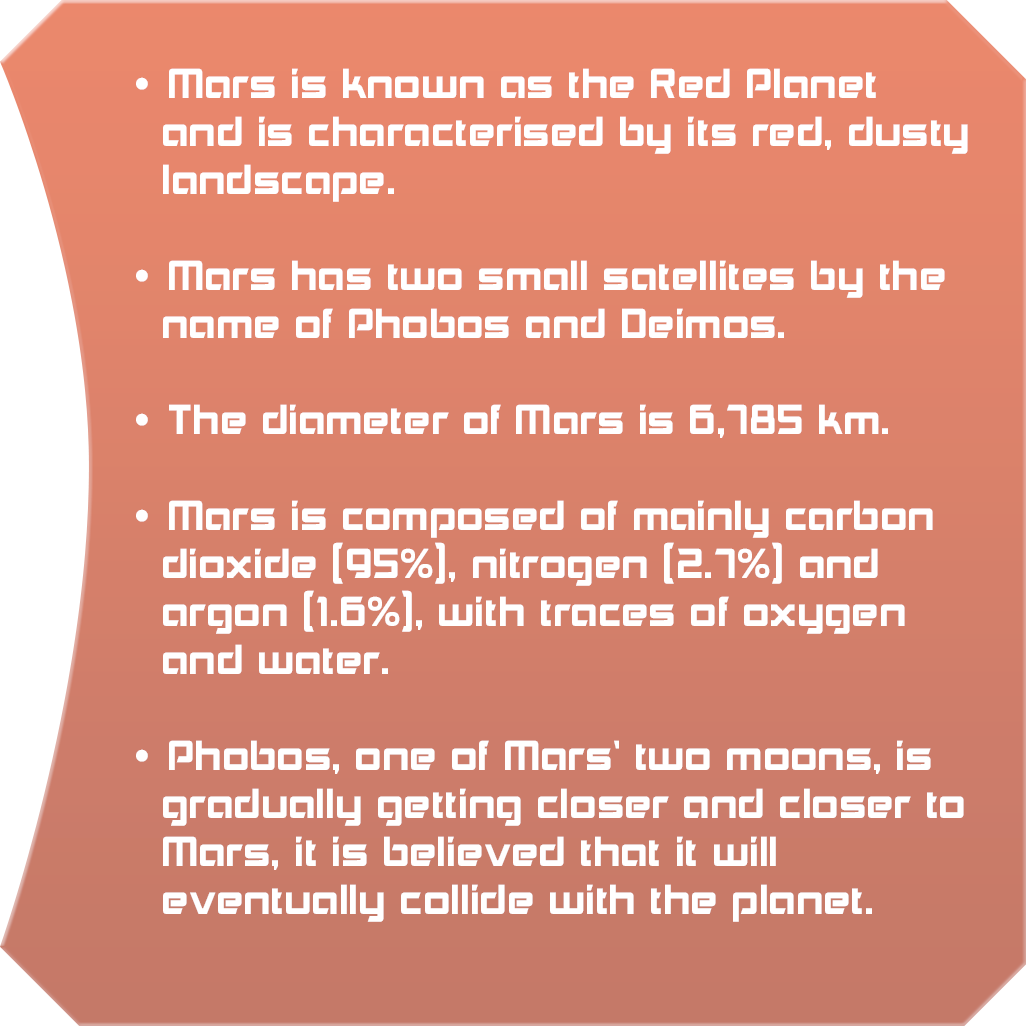 • Mars is known as the Red Planet
and is characterised by its red, dusty
landscape.
• Mars has two small satellites by the
name of Phobos and Deimos.
• The diameter of Mars is 6,785 km.
• Mars is composed of mainly carbon
dioxide (95%), nitrogen (2.7%) and
argon (1.6%), with traces of oxygen
and water.
• Phobos, one of Mars' two moons, is
gradually getting closer and closer to
Mars, it is believed that it will
eventually collide with the planet.